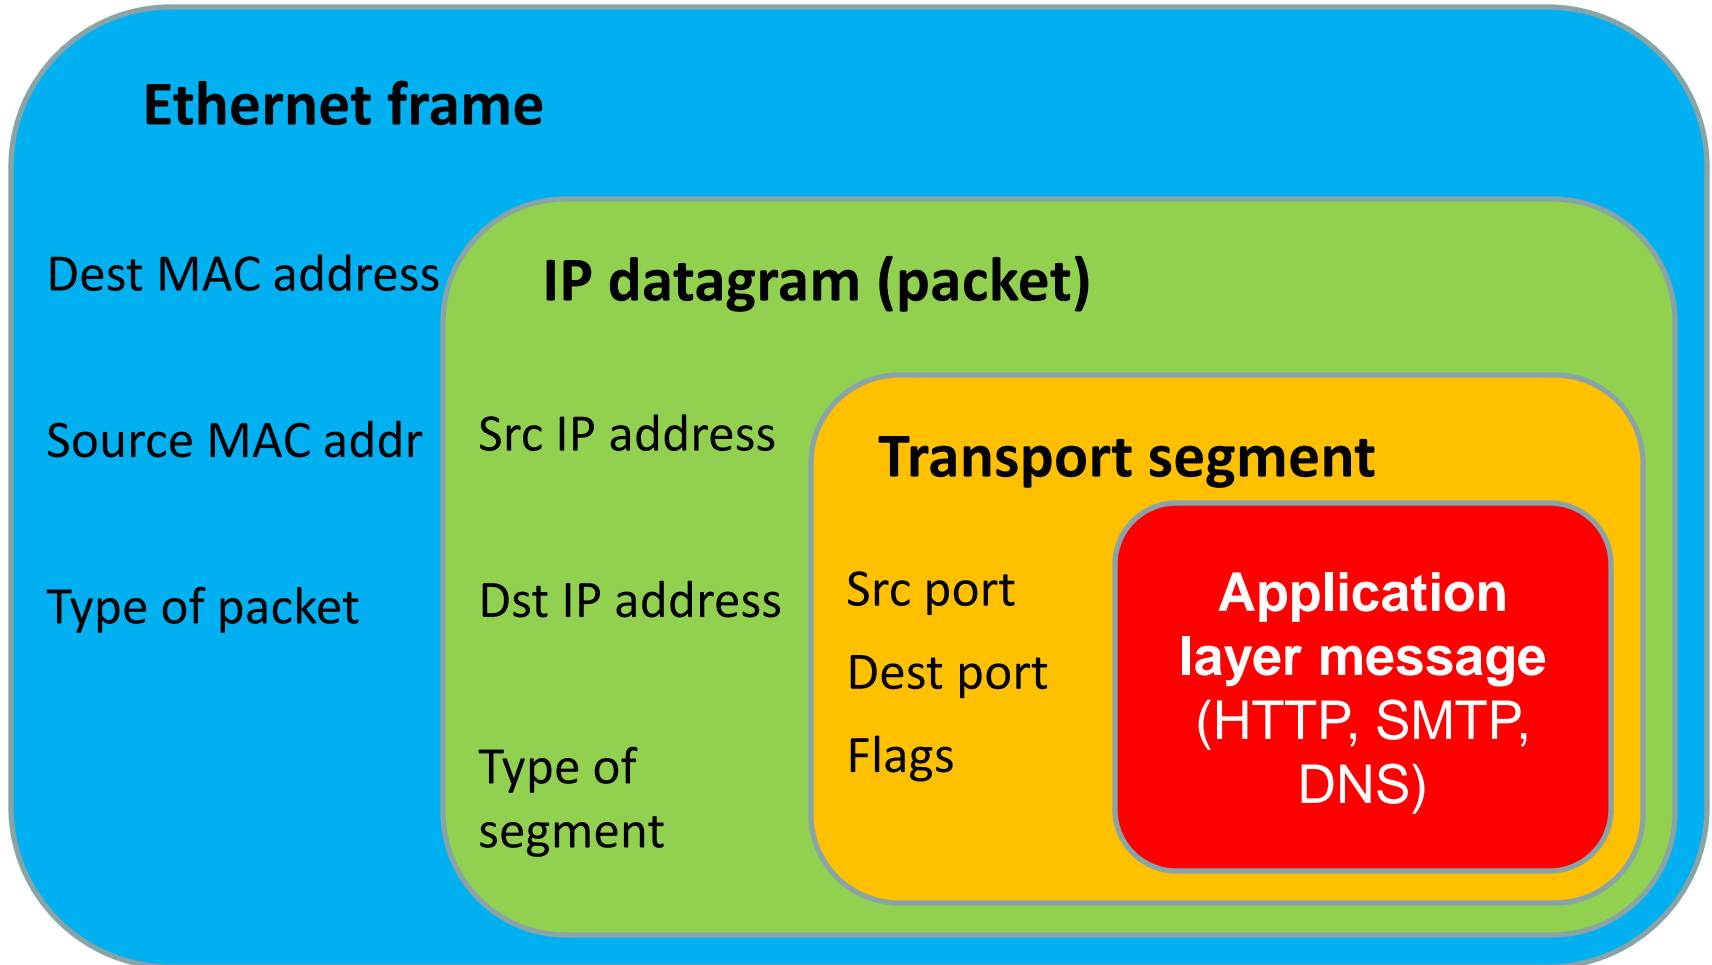 Ethernet frame
Dest MAC address
Source MAC addr
Type of packet
IP datagram (packet)
Src IP address
Dst IP address
Type of
segment
Transport segment
Src port
Dest port
Flags
Application
layer message
(HTTP, SMTP,
DNS)